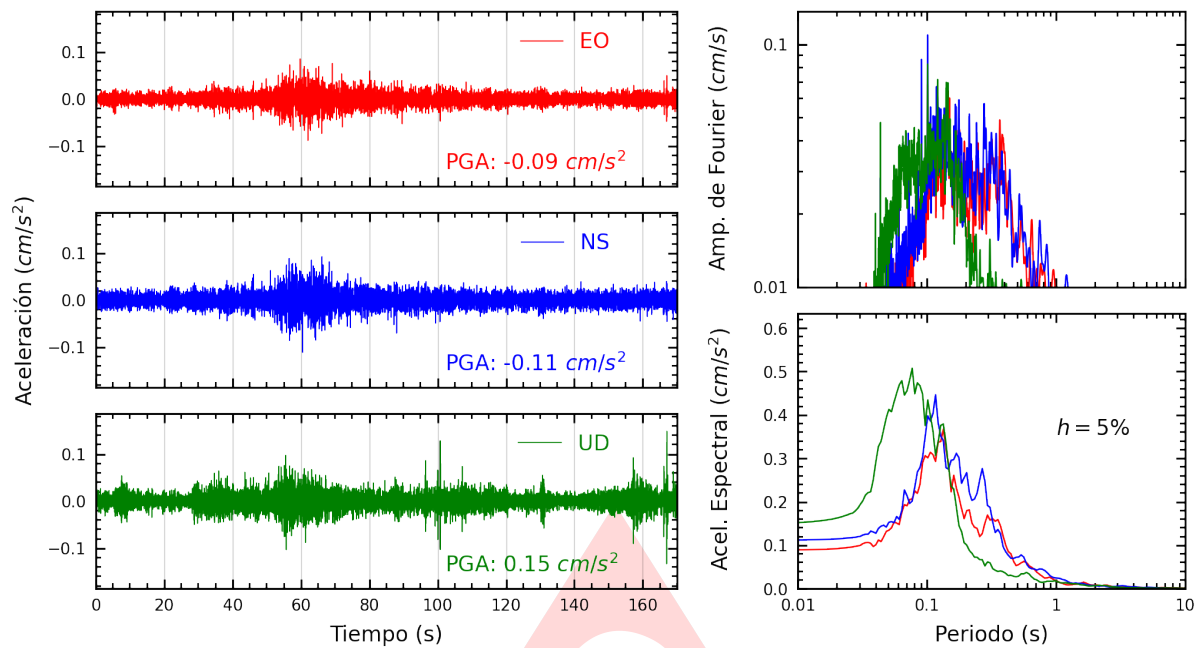 Aceleración (cm/s²)
0.1
0.0
−0.1
EO
PGA: -0.09 cm/s²
0.1
0.0
−0.1
NS
PGA: -0.11 cm/s²
0.1
0.0
−0.1
UD
PGA: 0.15 cm/s²
0 20 40 60 80 100 120 140 160
Tiempo (s)
Amp. de Fourier (cm/s)
0.1
0.01
Acel. Espectral (cm/s²)
0.6
0.5
0.4
0.3
0.2
0.1
0.0
h = 5%
0.01 0.1 1 10
Periodo (s)